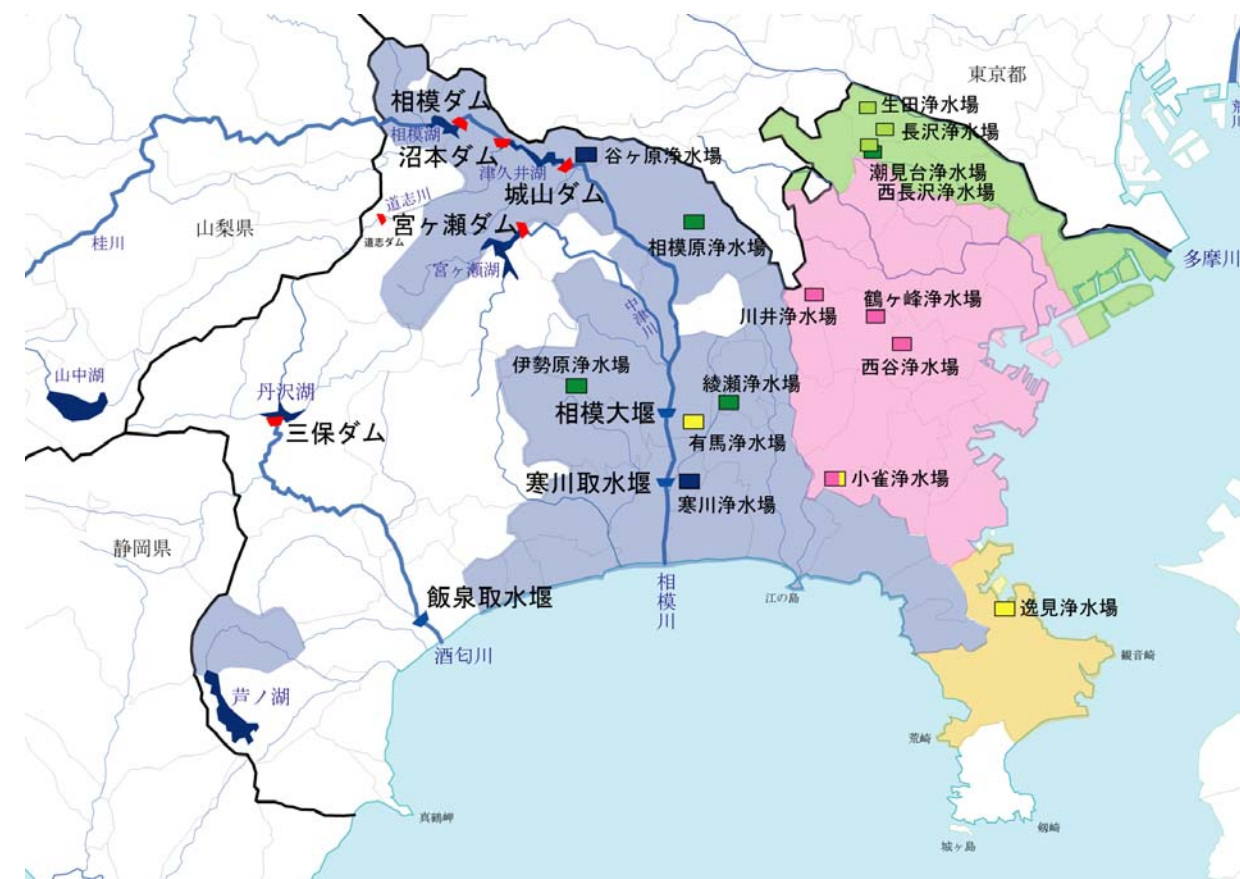 東京都
荒川
相模ダム
生田浄水場
相模湖
長沢浄水場
沼本ダム
谷ヶ原浄水場
津久井湖
潮見台浄水場
城山ダム
西長沢浄水場
道志川
宮ヶ瀬ダム
山梨県
道志ダム
桂川
相模原浄水場
多摩川
宮ヶ瀬湖
中津川
川井浄水場
鶴ヶ峰浄水場
西谷浄水場
伊勢原浄水場
山中湖
綾瀬浄水場
丹沢湖
相模大堰
三保ダム
有馬浄水場
寒川取水堰
小雀浄水場
寒川浄水場
静岡県
相模川
飯泉取水堰
江の島
逸見浄水場
酒匂川
観音崎
芦ノ湖
荒崎
真鶴岬
剱崎
城ヶ島